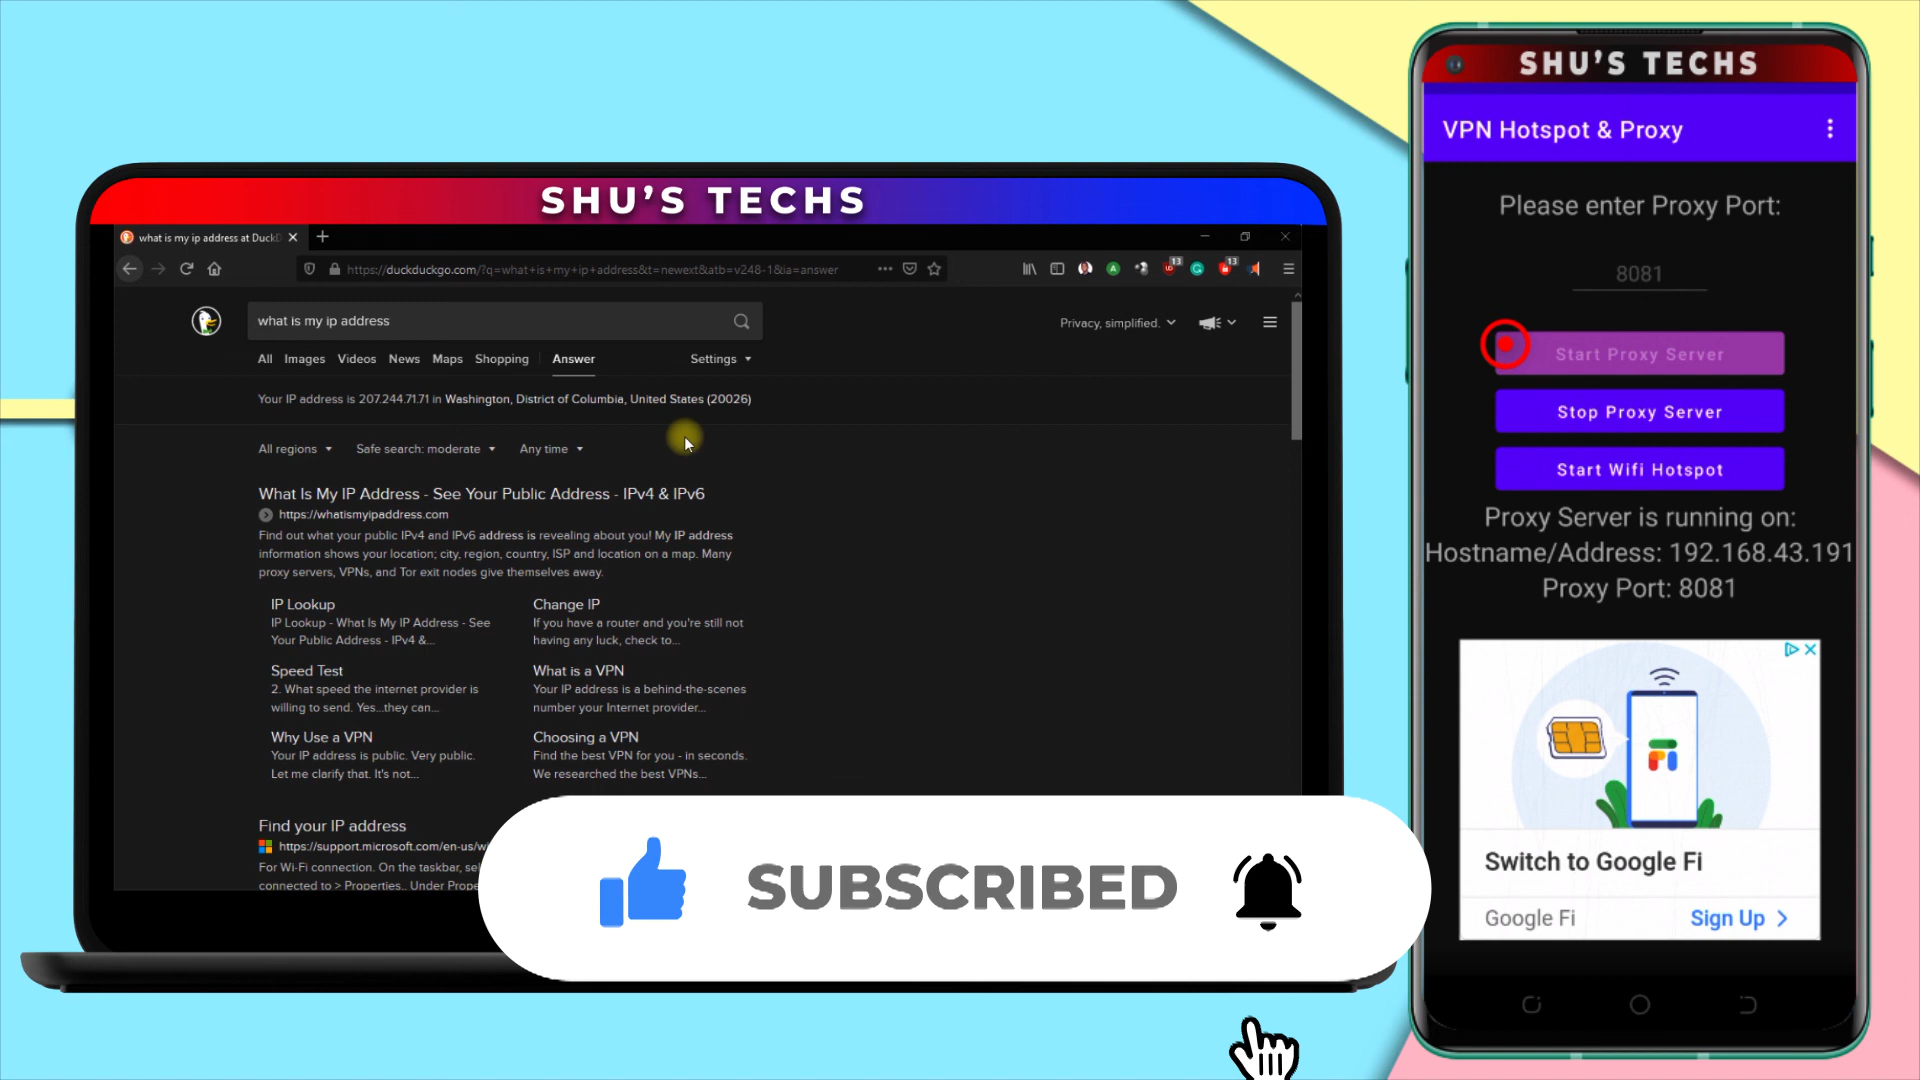 SHU'S TECHS
what is my ip address at DuckD
https://duckduckgo.com/?q=what+is+my+ip+address&t=newext&atb=v248-1&ia=answer
13
13
what is my ip address
Privacy, simplified.
All Images Videos News Maps Shopping Answer Settings
Your IP address is 207.244.71.71 in Washington, District of Columbia, United States (20026)
All regions Safe search: moderate Any time
What Is My IP Address - See Your Public Address - IPv4 & IPv6
https://whatismyipaddress.com
Find out what your public IPv4 and IPv6 address is revealing about you! My IP address
information shows your location; city, region, country, ISP and location on a map. Many
proxy servers, VPNs, and Tor exit nodes give themselves away.
IP Lookup
IP Lookup - What Is My IP Address - See
Your Public Address - IPv4 &...
Change IP
If you have a router and you're still not
having any luck, check to...
Speed Test
2. What speed the internet provider is
willing to send. Yes...they can...
What is a VPN
Your IP address is a behind-the-scenes
number your Internet provider...
Why Use a VPN
Your IP address is public. Very public.
Let me clarify that. It's not...
Choosing a VPN
Find the best VPN for you - in seconds.
We researched the best VPNs...
Find your IP address
https://support.microsoft.com/en-us/wi
For Wi-Fi connection. On the taskbar, sel
connected to > Properties.. Under Prope
SUBSCRIBED
SHU'S TECHS
VPN Hotspot & Proxy
Please enter Proxy Port:
8081
Start Proxy Server
Stop Proxy Server
Start Wifi Hotspot
Proxy Server is running on:
Hostname/Address: 192.168.43.191
Proxy Port: 8081
Fi
Switch to Google Fi
Google Fi
Sign Up